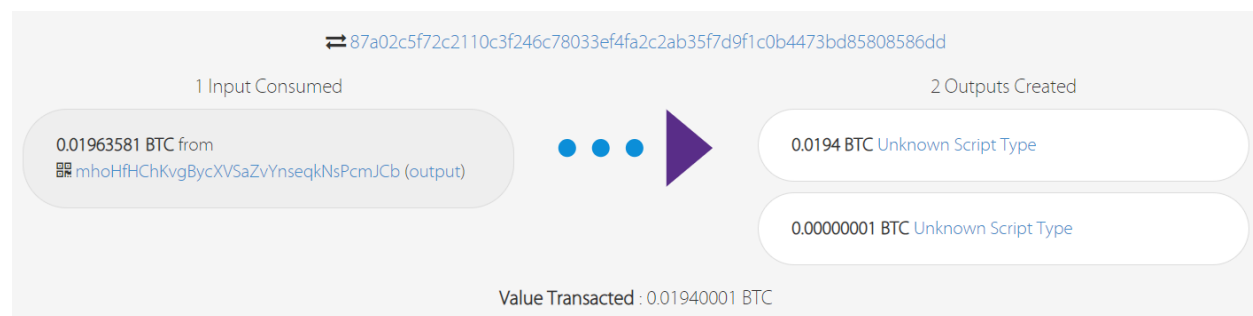 87a02c5f72c2110c3f246c78033ef4fa2c2ab35f7d9f1c0b4473bd85808586dd
1 Input Consumed
2 Outputs Created
0.01963581 BTC from
mhoHfHChKvgBycXVSaZvYnseqkNsPcmJCb (output)
0.0194 BTC Unknown Script Type
0.00000001 BTC Unknown Script Type
Value Transacted : 0.01940001 BTC